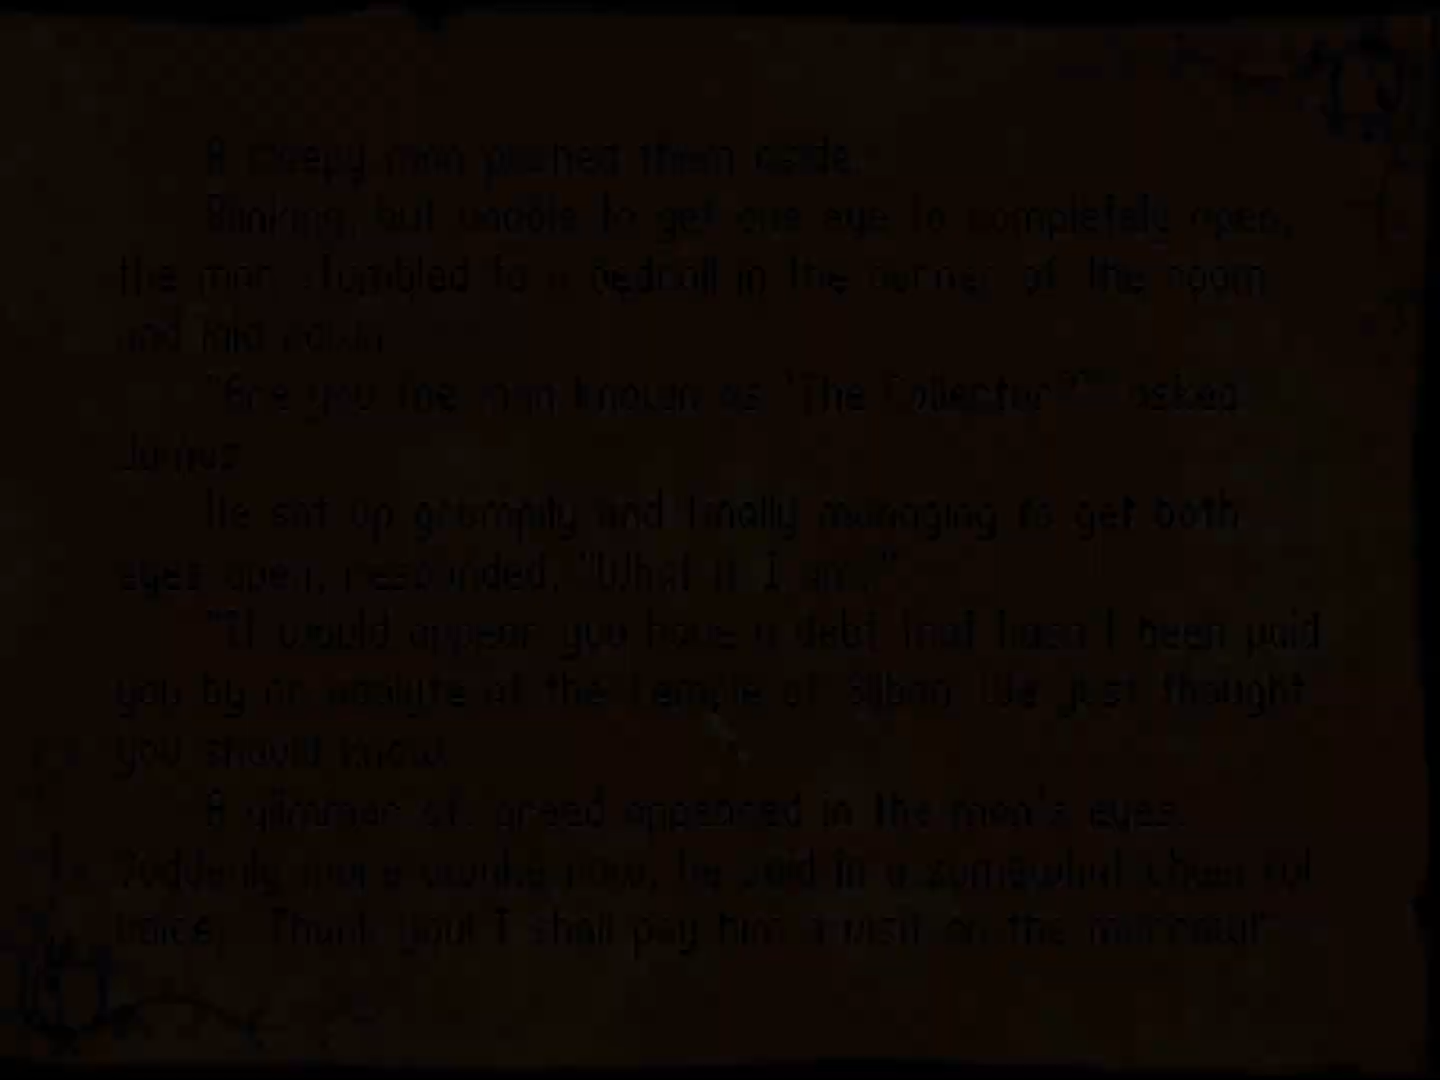 A creepy man pushed them aside.
Blinking, but unable to get one eye to completely open,
the man stumbled to a bedroll in the corner of the room
and laid down.
"Are you the man known as 'The Collector?'" asked
James.
He sat up grumpily and finally managing to get both
eyes open, responded, "What if I am?"
"It would appear you have a debt that hasn't been paid
you by an acolyte at the Temple of We just thought
you should know.
A glimmer of greed appeared in the man's eyes.
Suddenly more awake now, he said in a somewhat cheerful
voice, "Thank you! I shall pay him a visit on the morrow!"